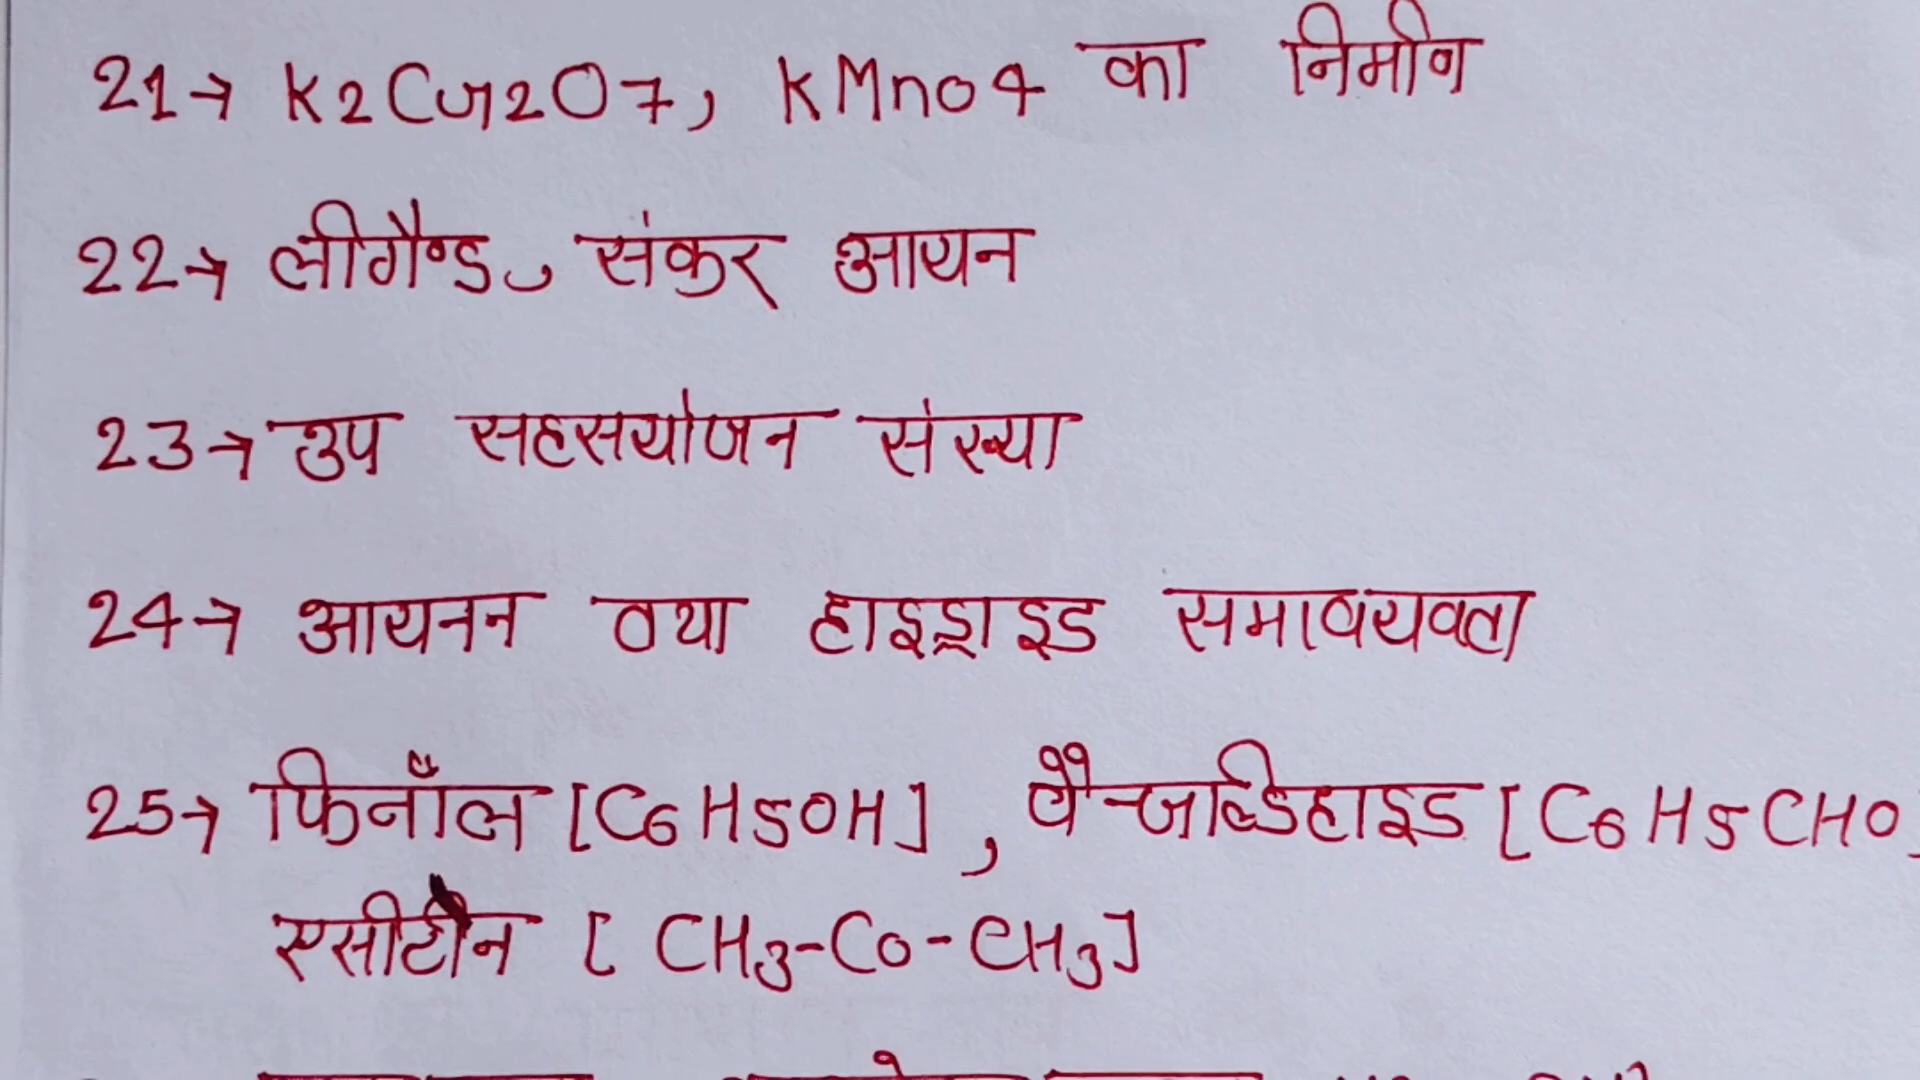 21→ K2Cr2O7, KMnO4 का निर्माण
22→ लीगैण्ड, संकुर आयन
23→ उप सहसयोजन संख्या
24→ आयनन तथा हाइड्राइड समावयवता
25→ फिनॉल [C6H5OH], वैन्जल्डिहाइड [C6H5CHO]
एसीटोन [CH3-CO-CH3]